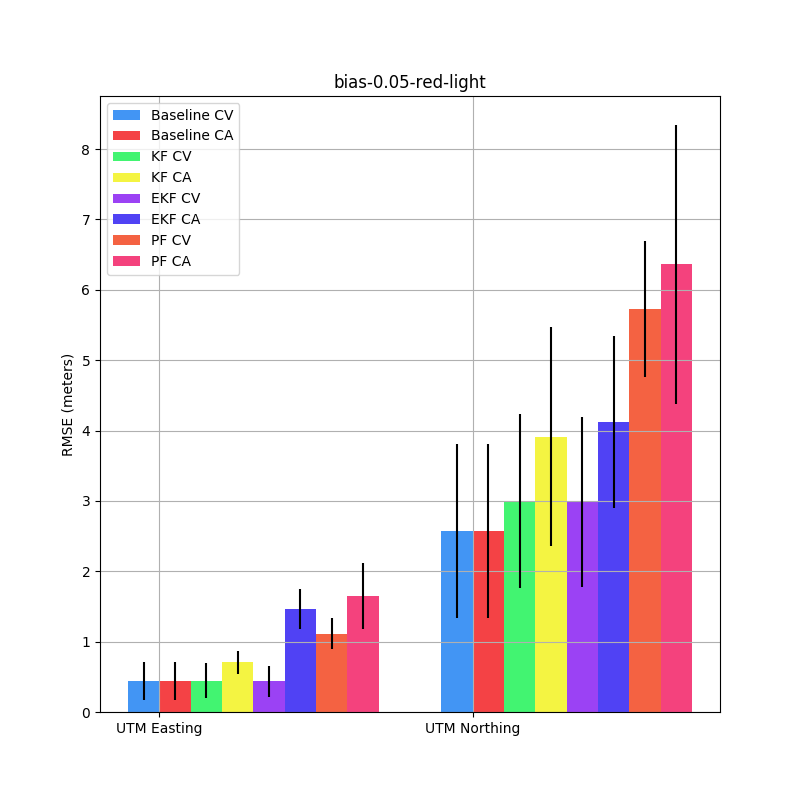 bias-0.05-red-light
Baseline CV
Baseline CA
KF CV
KF CA
EKF CV
EKF CA
PF CV
PF CA
RMSE (meters)
8
7
6
5
4
3
2
1
0
UTM Easting
UTM Northing